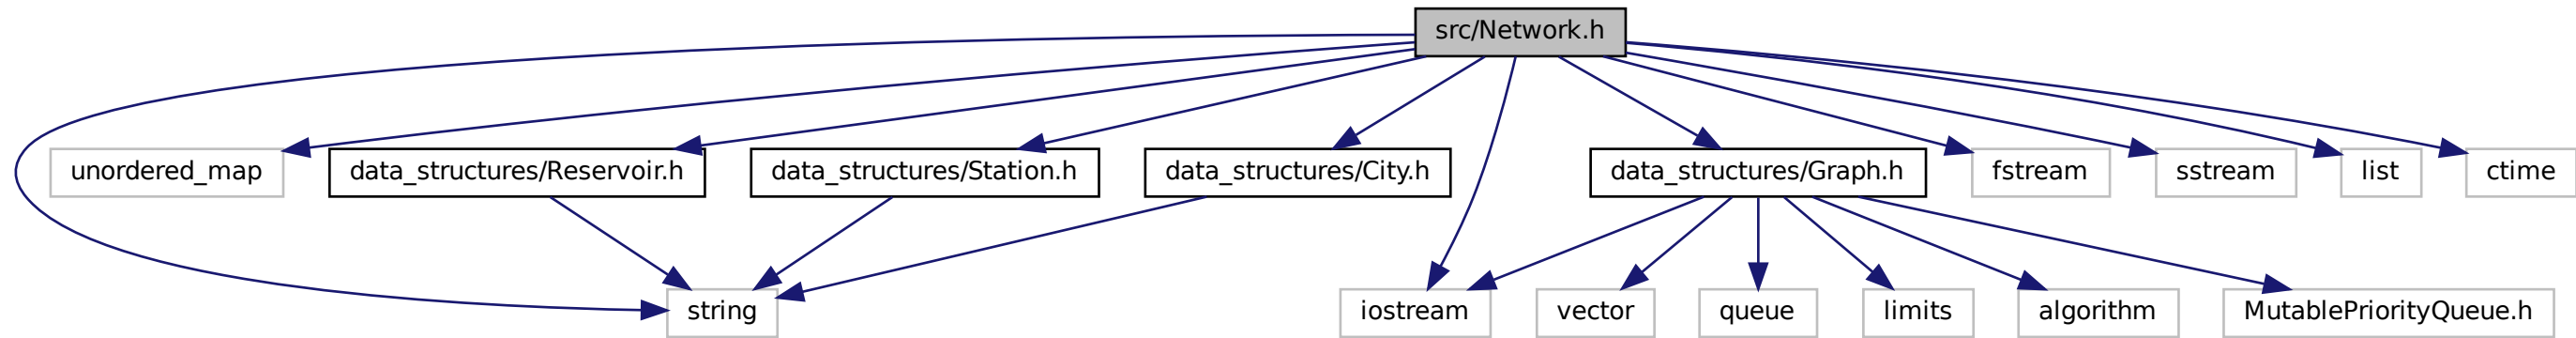 src/Network.h
unordered_map
data_structures/Reservoir.h
data_structures/Station.h
data_structures/City.h
data_structures/Graph.h
fstream
sstream
list
ctime
string
iostream
vector
queue
limits
algorithm
MutablePriorityQueue.h